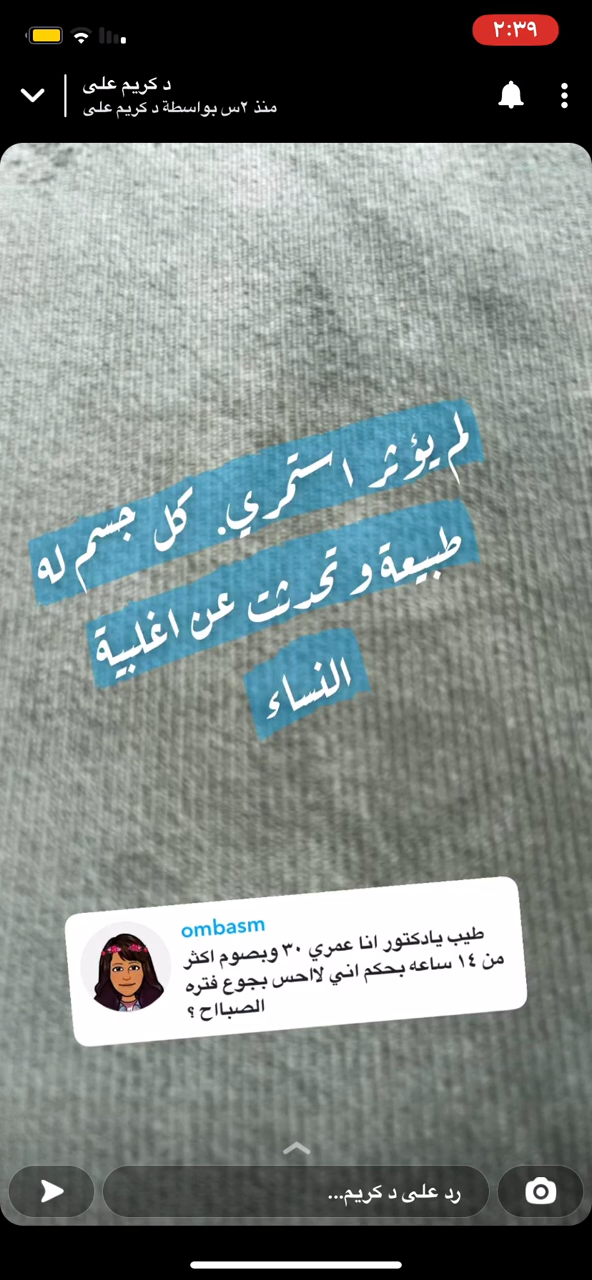 ٢:٣٩
د كريم على
منذ ٢س بواسطة د كريم على
لم يؤثر استمري. كل جسم له
طبيعة و تحدثت عن اغلبية
النساء
ombasm
طيب يادكتور انا عمري ٣٠ وبصوم اكثر
من ١٤ ساعه بحكم اني لااحس بجوع فتره
الصبااح ؟
رد على د كريم...